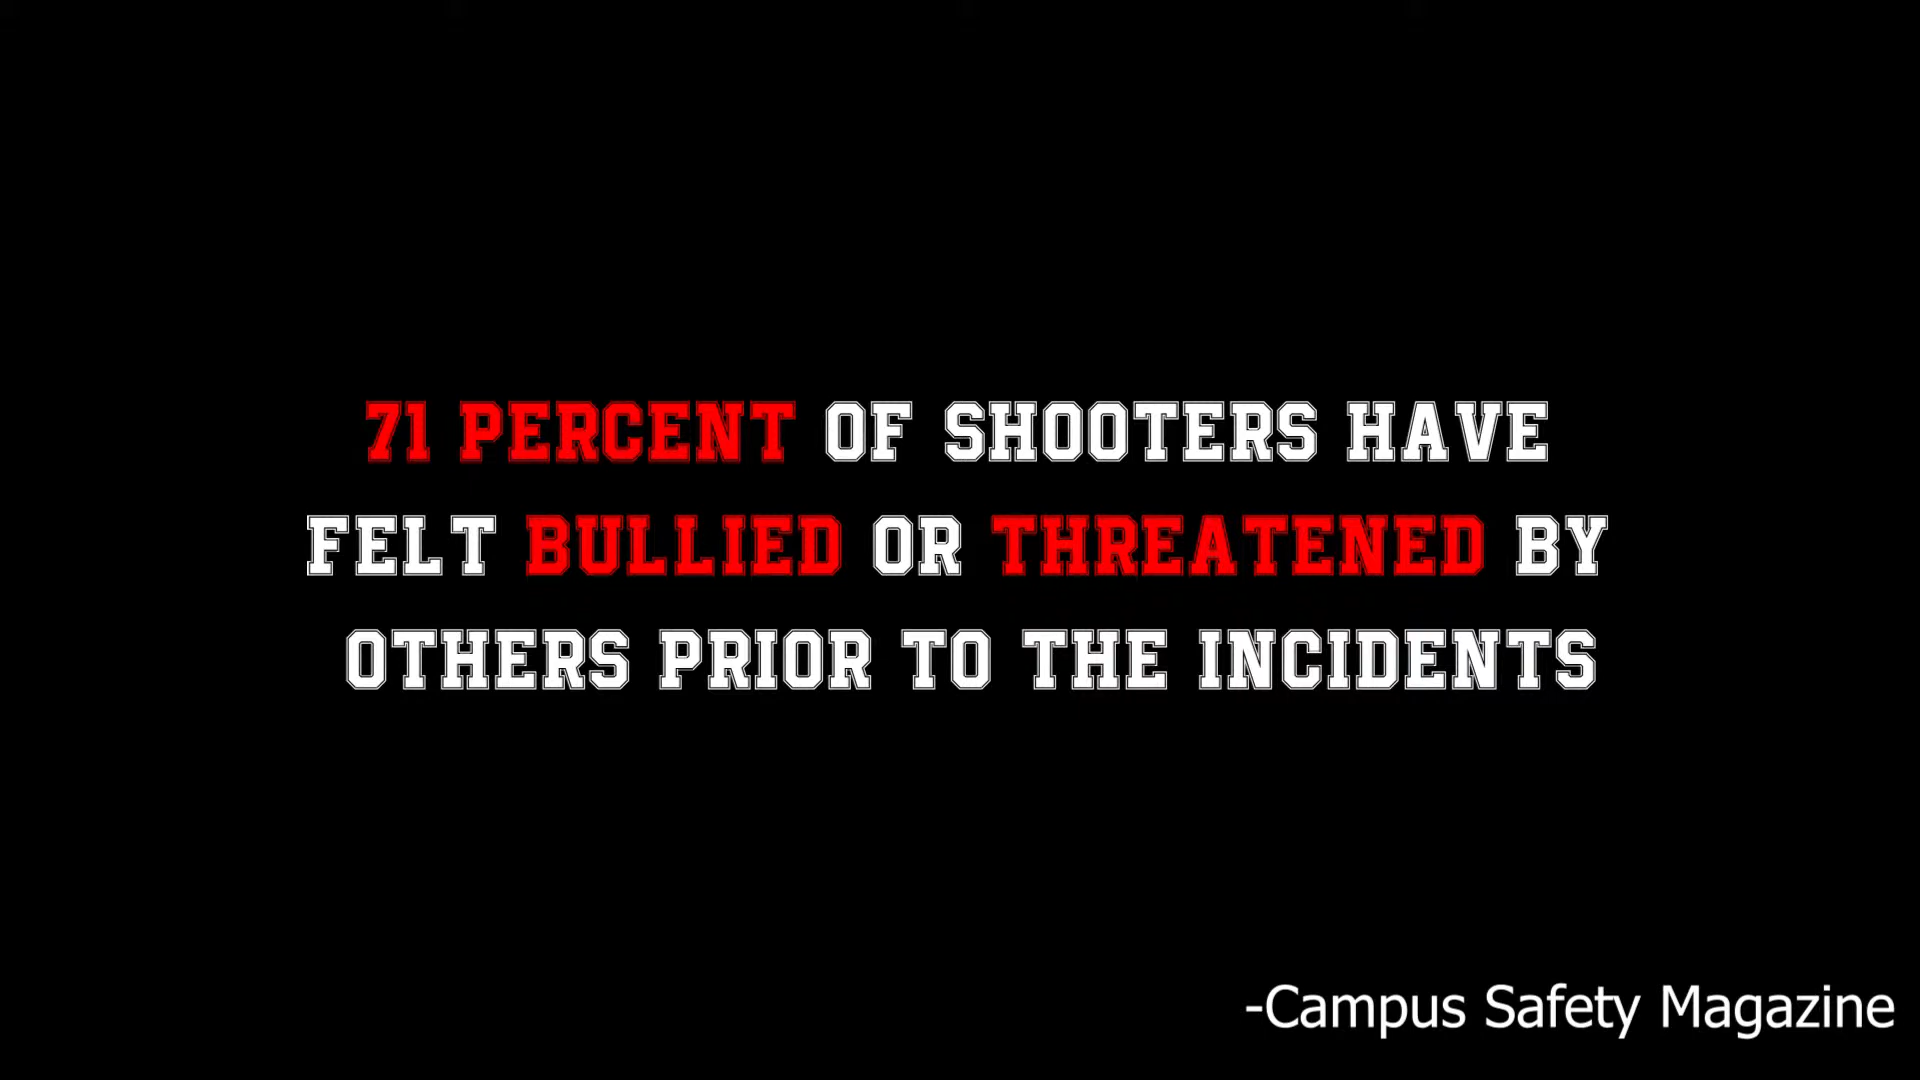 71 PERCENT OF SHOOTERS HAVE
FELT BULLIED OR THREATENED BY
OTHERS PRIOR TO THE INCIDENTS
-Campus Safety Magazine